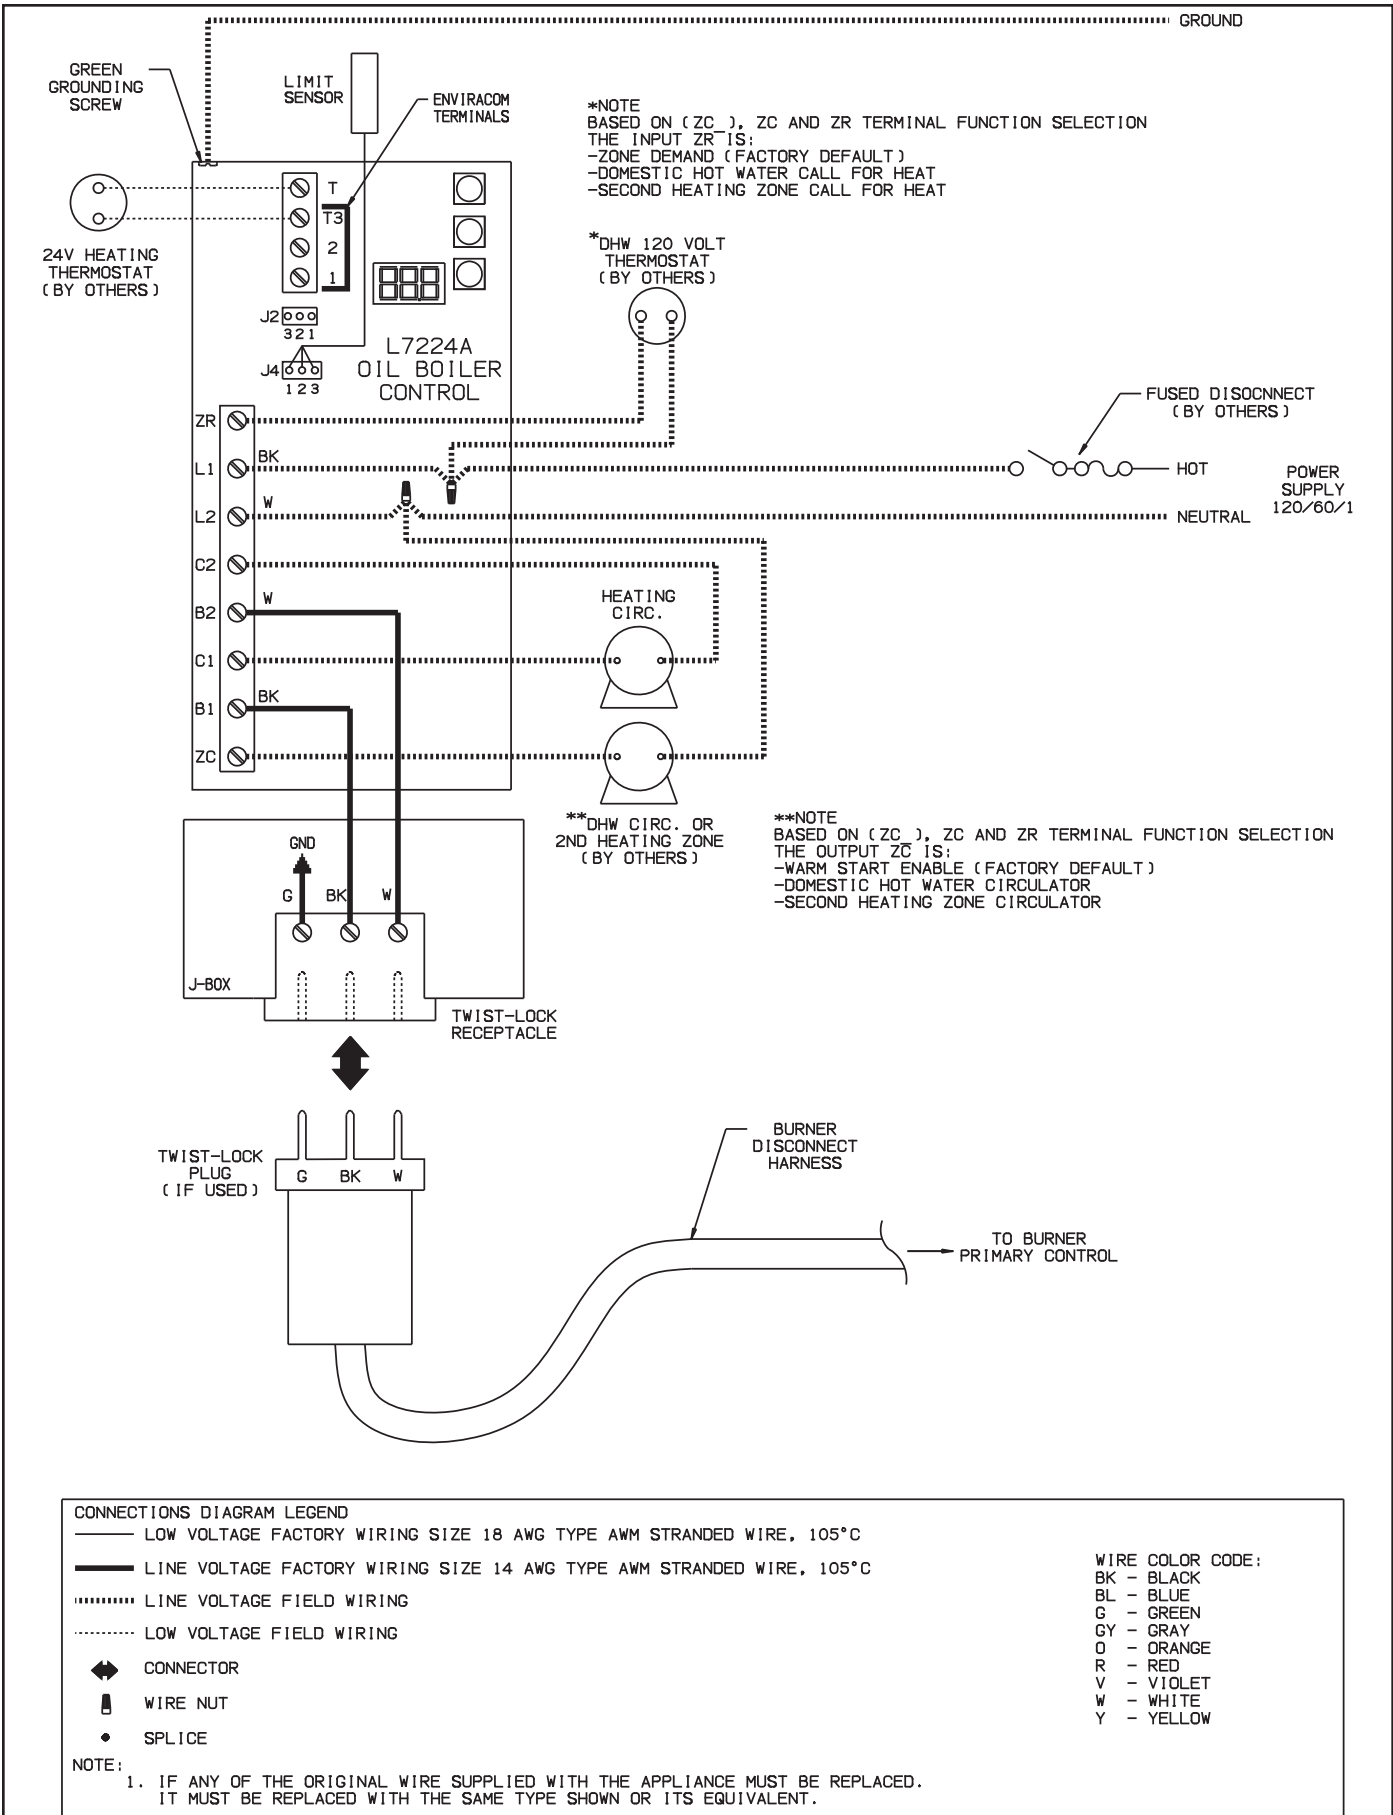 GROUND
GREEN
GROUNDING
SCREW
LIMIT
SENSOR
ENVIRACOM
TERMINALS
*NOTE
BASED ON (ZC_), ZC AND ZR TERMINAL FUNCTION SELECTION
THE INPUT ZR IS:
-ZONE DEMAND (FACTORY DEFAULT)
-DOMESTIC HOT WATER CALL FOR HEAT
-SECOND HEATING ZONE CALL FOR HEAT
T
T3
2
1
24V HEATING
THERMOSTAT
(BY OTHERS)
*DHW 120 VOLT
THERMOSTAT
(BY OTHERS)
J2
321
J4
123
L7224A
OIL BOILER
CONTROL
FUSED DISOCNNECT
(BY OTHERS)
ZR
L1
BK
HOT
POWER
SUPPLY
120/60/1
L2
W
NEUTRAL
C2
B2
W
HEATING
CIRC.
C1
B1
BK
ZC
**DHW CIRC. OR
2ND HEATING ZONE
(BY OTHERS)
**NOTE
BASED ON (ZC_), ZC AND ZR TERMINAL FUNCTION SELECTION
THE OUTPUT ZC IS:
-WARM START ENABLE (FACTORY DEFAULT)
-DOMESTIC HOT WATER CIRCULATOR
-SECOND HEATING ZONE CIRCULATOR
GND
G
BK
W
J-BOX
TWIST-LOCK
RECEPTACLE
TWIST-LOCK
PLUG
(IF USED)
G
BK
W
BURNER
DISCONNECT
HARNESS
TO BURNER
PRIMARY CONTROL
CONNECTIONS DIAGRAM LEGEND
LOW VOLTAGE FACTORY WIRING SIZE 18 AWG TYPE AWM STRANDED WIRE, 105°C
LINE VOLTAGE FACTORY WIRING SIZE 14 AWG TYPE AWM STRANDED WIRE, 105°C
LINE VOLTAGE FIELD WIRING
LOW VOLTAGE FIELD WIRING
CONNECTOR
WIRE NUT
SPLICE
WIRE COLOR CODE:
BK - BLACK
BL - BLUE
G - GREEN
GY - GRAY
O - ORANGE
R - RED
V - VIOLET
W - WHITE
Y - YELLOW
NOTE:
1. IF ANY OF THE ORIGINAL WIRE SUPPLIED WITH THE APPLIANCE MUST BE REPLACED.
IT MUST BE REPLACED WITH THE SAME TYPE SHOWN OR ITS EQUIVALENT.